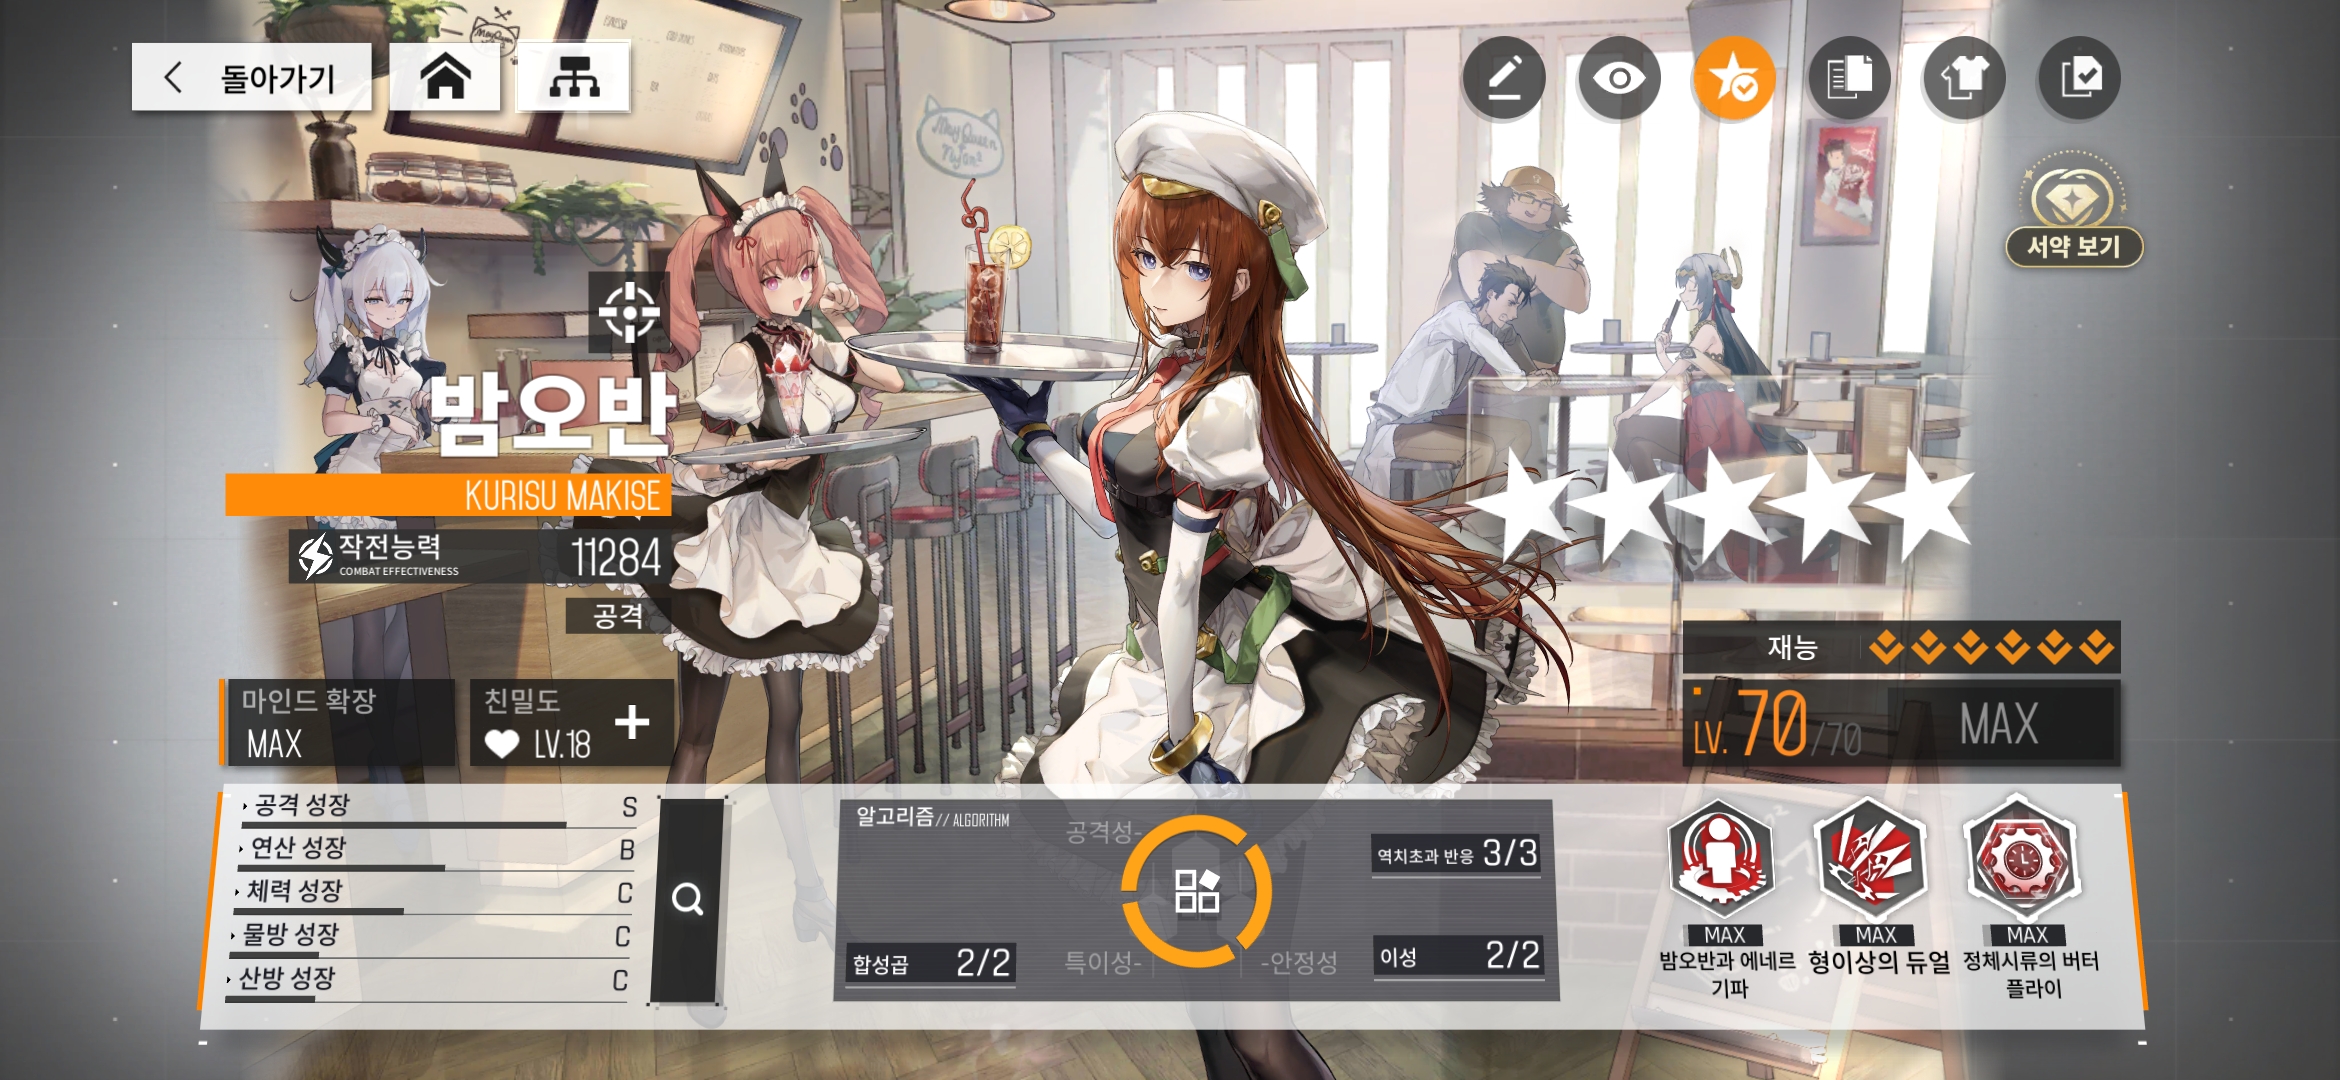 돌아가기
May Queen
Nyan²
서약 보기
밤오반
KURISU MAKISE
작전능력
COMBAT EFFECTIVENESS
11284
공격
마인드 확장
MAX
친밀도
LV.18
재능
LV. 70/70
MAX
공격 성장 S
연산 성장 B
체력 성장 C
물방 성장 C
산방 성장 C
알고리즘// ALGORITHM
공격성-
역치초과 반응 3/3
합성곱 2/2
특이성-
-안정성
이성 2/2
MAX
밤오반과 에네르
기파
MAX
형이상의 듀얼
MAX
정체시류의 버터
플라이